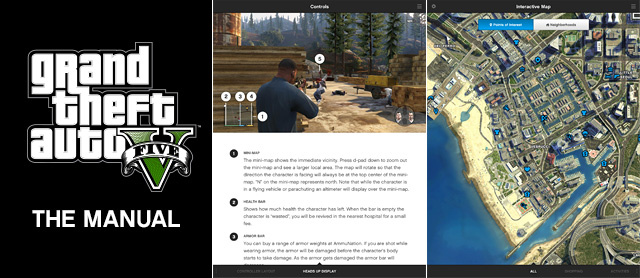 grand
theft
auto V
FIVE
THE MANUAL
Controls
5
2 3 4
1
1 MINI-MAP
The mini-map shows the immediate vicinity. Press d-pad down to zoom out
the mini-map and see a larger local area. The map will rotate so that the
direction the character is facing will always be at the top center of the mini-
map. "N" on the mini-map represents north. Note that while the character is
in a flying vehicle or parachuting an altimeter will display over the mini-map.
2 HEALTH BAR
Shows how much health the character has left. When the bar is empty the
character is "wasted", you will be revived in the nearest hospital for a small
fee.
3 ARMOR BAR
You can buy a range of armor weights at Ammunation. If you are shot while
wearing armor, the armor will be damaged before the character's body
starts to take damage. As the armor gets damaged the armor bar will
CONTROLLER LAYOUT HEADS UP DISPLAY
Interactive Map
Points of Interest Neighborhoods
ALL SHOPPING ACTIVITIES